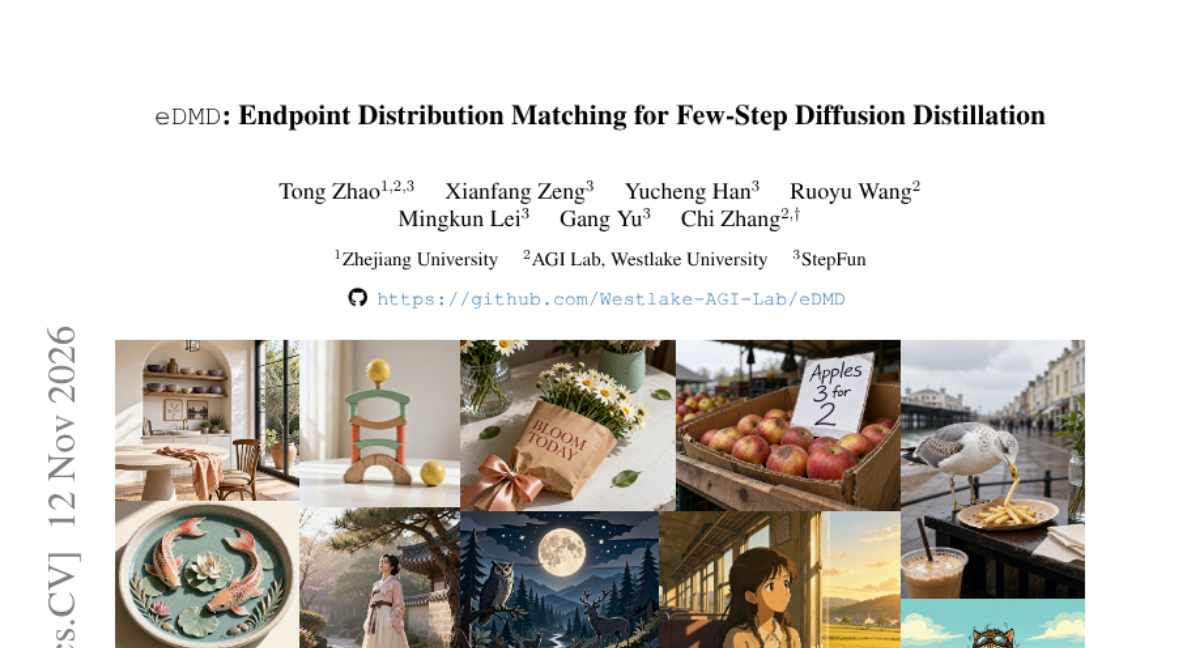 eDMD: Endpoint Distribution Matching for Few-Step Diffusion Distillation
Tong Zhao1,2,3 Xianfang Zeng3 Yucheng Han3 Ruoyu Wang2
Mingkun Lei3 Gang Yu3 Chi Zhang2,†
1Zhejiang University 2AGI Lab, Westlake University 3StepFun
https://github.com/Westlake-AGI-Lab/eDMD
cs.CV] 12 Nov 2026
BLOOM
TODAY
Apples
3 for
2